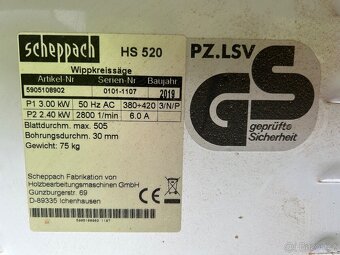 scheppach HS 520
Wippkreissäge
Artikel-Nr Serien-Nr Baujahr
5905108902 0101-1107 2019
P1 3.00 kW 50 Hz AC 380÷420 3/N/P
P2 2.40 kW 2800 1/min 6.0 A
Blattdurchm. max. 505
Bohrungsdurchm. 30 mm
Gewicht: 75 kg
Scheppach Fabrikation von
Holzbearbeitungsmaschinen GmbH
Günzburgerstr. 69
D-89335 Ichenhausen
CE
PZ.LSV
GS
geprüfte
Sicherheit